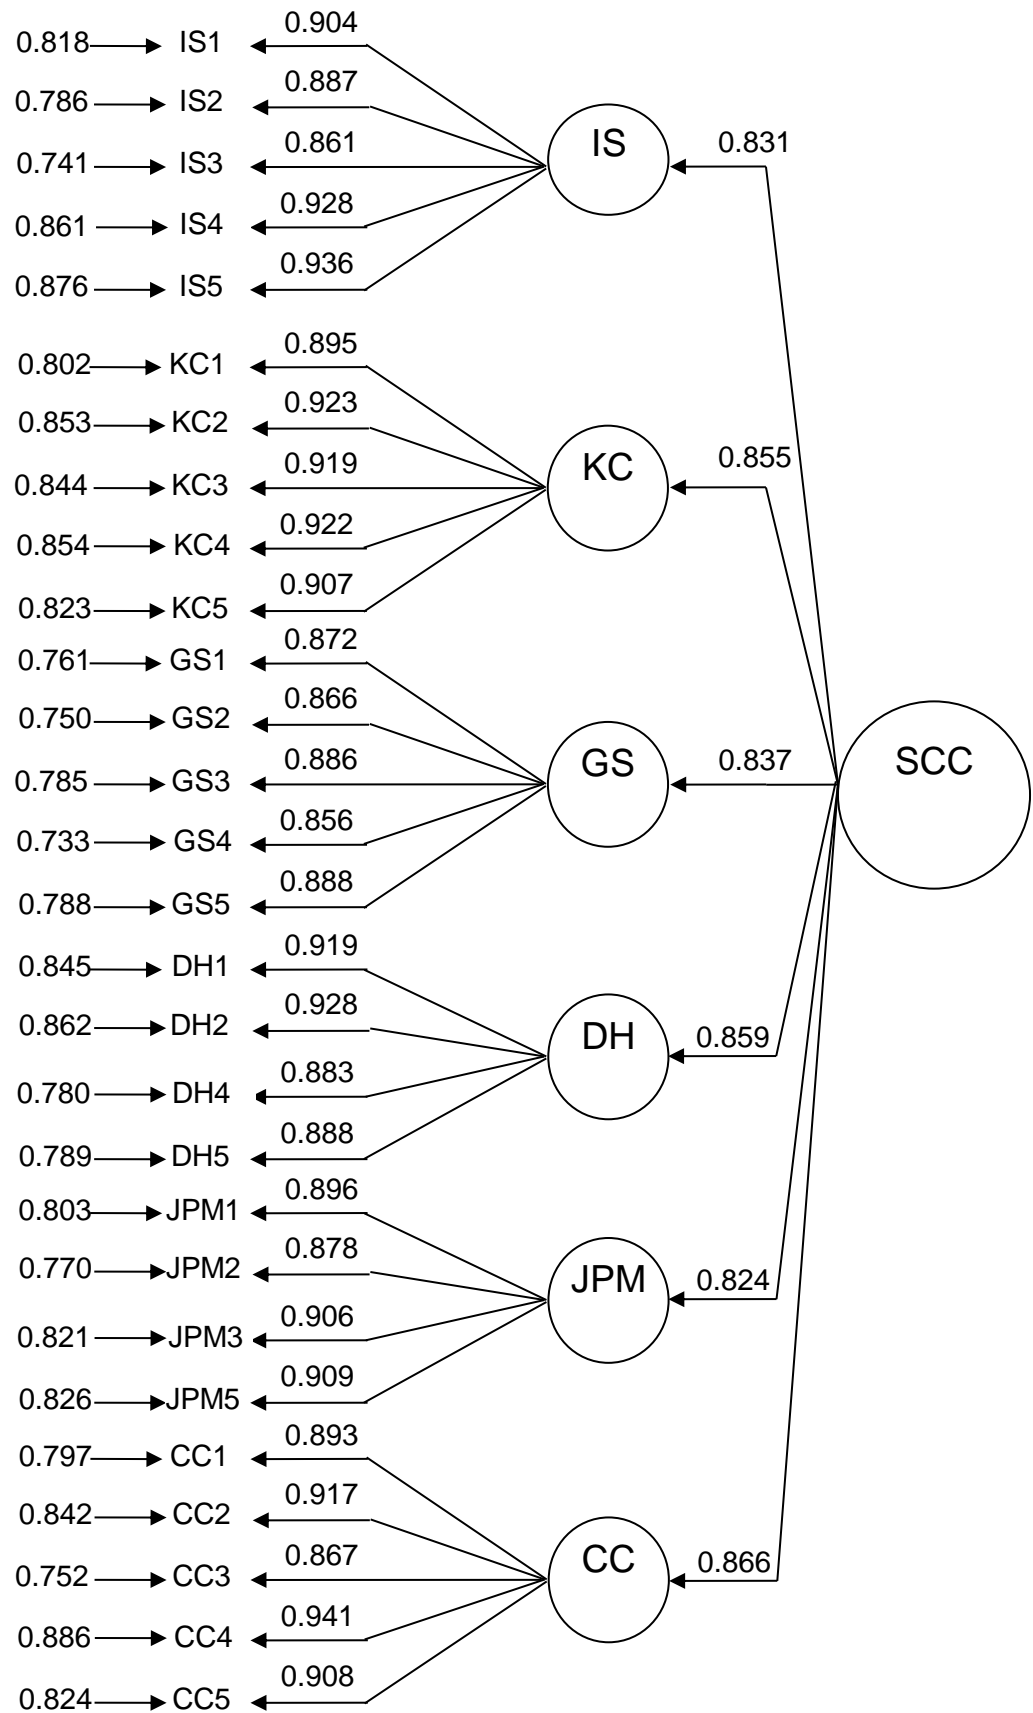 0.904
0.818 IS1
0.887
0.786 IS2
0.861
0.741 IS3
0.928
0.861 IS4
0.936
0.876 IS5
IS
0.831
0.895
0.802 KC1
0.923
0.853 KC2
0.919
0.844 KC3
0.922
0.854 KC4
0.907
0.823 KC5
KC
0.855
0.872
0.761 GS1
0.866
0.750 GS2
0.886
0.785 GS3
0.856
0.733 GS4
0.888
0.788 GS5
GS
0.837
SCC
0.919
0.845 DH1
0.928
0.862 DH2
0.883
0.780 DH4
0.888
0.789 DH5
DH
0.859
0.896
0.803 JPM1
0.878
0.770 JPM2
0.906
0.821 JPM3
0.909
0.826 JPM5
JPM
0.824
0.893
0.797 CC1
0.917
0.842 CC2
0.867
0.752 CC3
0.941
0.886 CC4
0.908
0.824 CC5
CC
0.866